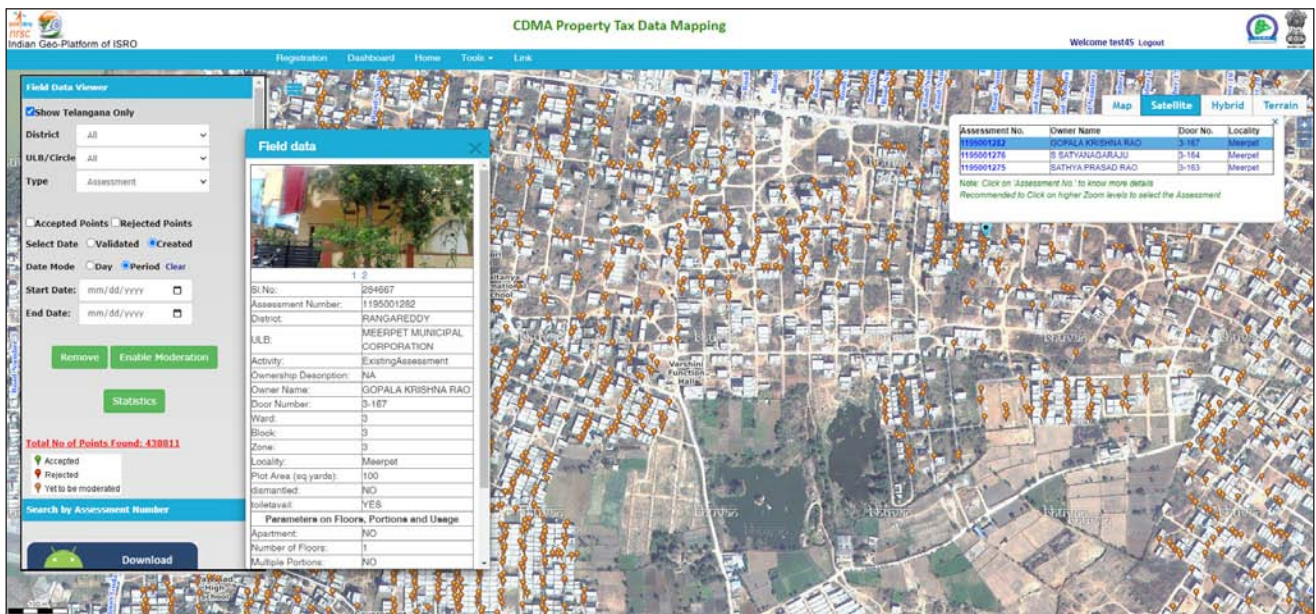 nrsc
Indian Geo-Platform of ISRO
CDMA Property Tax Data Mapping
Welcome test45 Logout
Registration Dashboard Home Tools Link
Field Data Viewer
Show Telangana Only
District All
ULB/Circle All
Type Assessment
Accepted Points Rejected Points
Select Date Validated Created
Date Mode Day Period Clear
Start Date: mm/dd/yyyy
End Date: mm/dd/yyyy
Remove Enable Moderation
Statistics
Total No of Points Found: 438811
Accepted
Rejected
Yet to be moderated
Search by Assessment Number
Download
Field data
1 2
Sl.No: 284667
Assessment Number: 1195001282
District: RANGAREDDY
ULB: MEERPET MUNICIPAL
CORPORATION
Activity: ExistingAssessment
Ownership Description: NA
Owner Name: GOPALA KRISHNA RAO
Door Number: 3-167
Ward: 3
Block: 3
Zone: 3
Locality: Meerpet
Plot Area (sq yards): 100
dismantled: NO
toiletavail: YES
Parameters on Floors, Portions and Usage
Apartment: NO
Number of Floors: 1
Multiple Portions: NO
Map Satellite Hybrid Terrain
Assessment No. Owner Name Door No. Locality
1195001282 GOPALA KRISHNA RAO 3-167 Meerpet
1195001276 S SATYANAGARAJU 3-164 Meerpet
1195001275 SATHYA PRASAD RAO 3-163 Meerpet
Note: Click on 'Assessment No.' to know more details
Recommended to Click on higher Zoom levels to select the Assessment
Varshini
Function
Halls
High
School